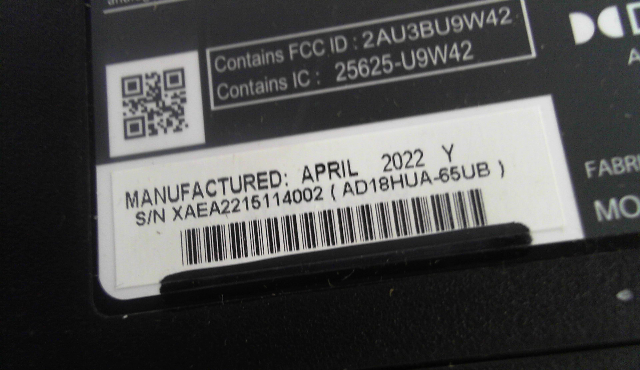 Contains FCC ID : 2AU3BU9W42
Contains IC : 25625-U9W42
MANUFACTURED: APRIL 2022 Y
S/N XAEA2215114002 ( AD18HUA-65UB )
FABR
MO